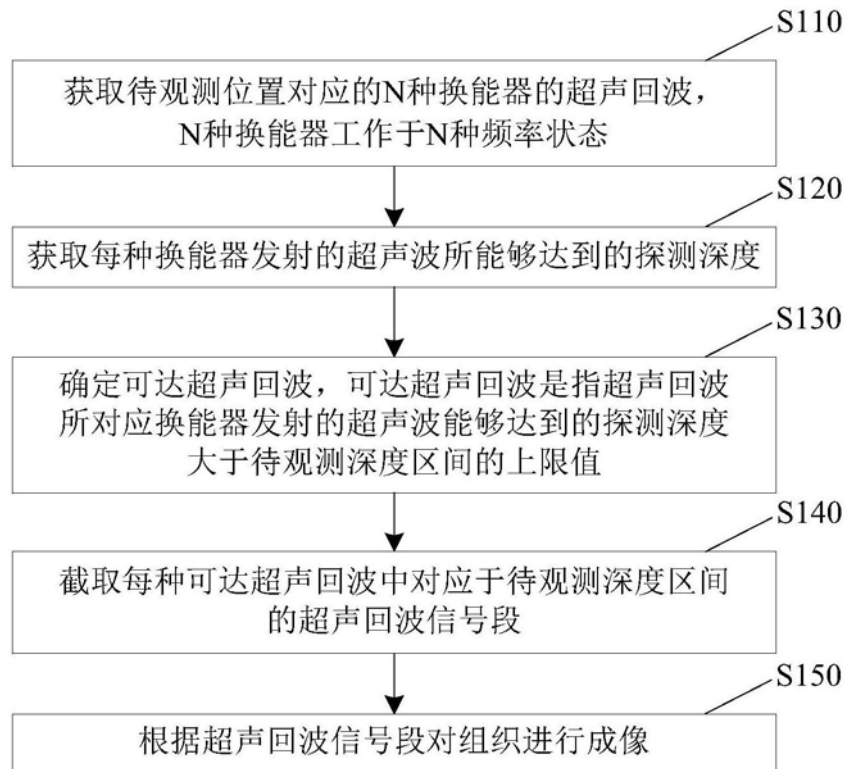 S110
获取待观测位置对应的N种换能器的超声回波，
N种换能器工作于N种频率状态
S120
获取每种换能器发射的超声波所能够达到的探测深度
S130
确定可达超声回波，可达超声回波是指超声回波
所对应换能器发射的超声波能够达到的探测深度
大于待观测深度区间的上限值
S140
截取每种可达超声回波中对应于待观测深度区间
的超声回波信号段
S150
根据超声回波信号段对组织进行成像